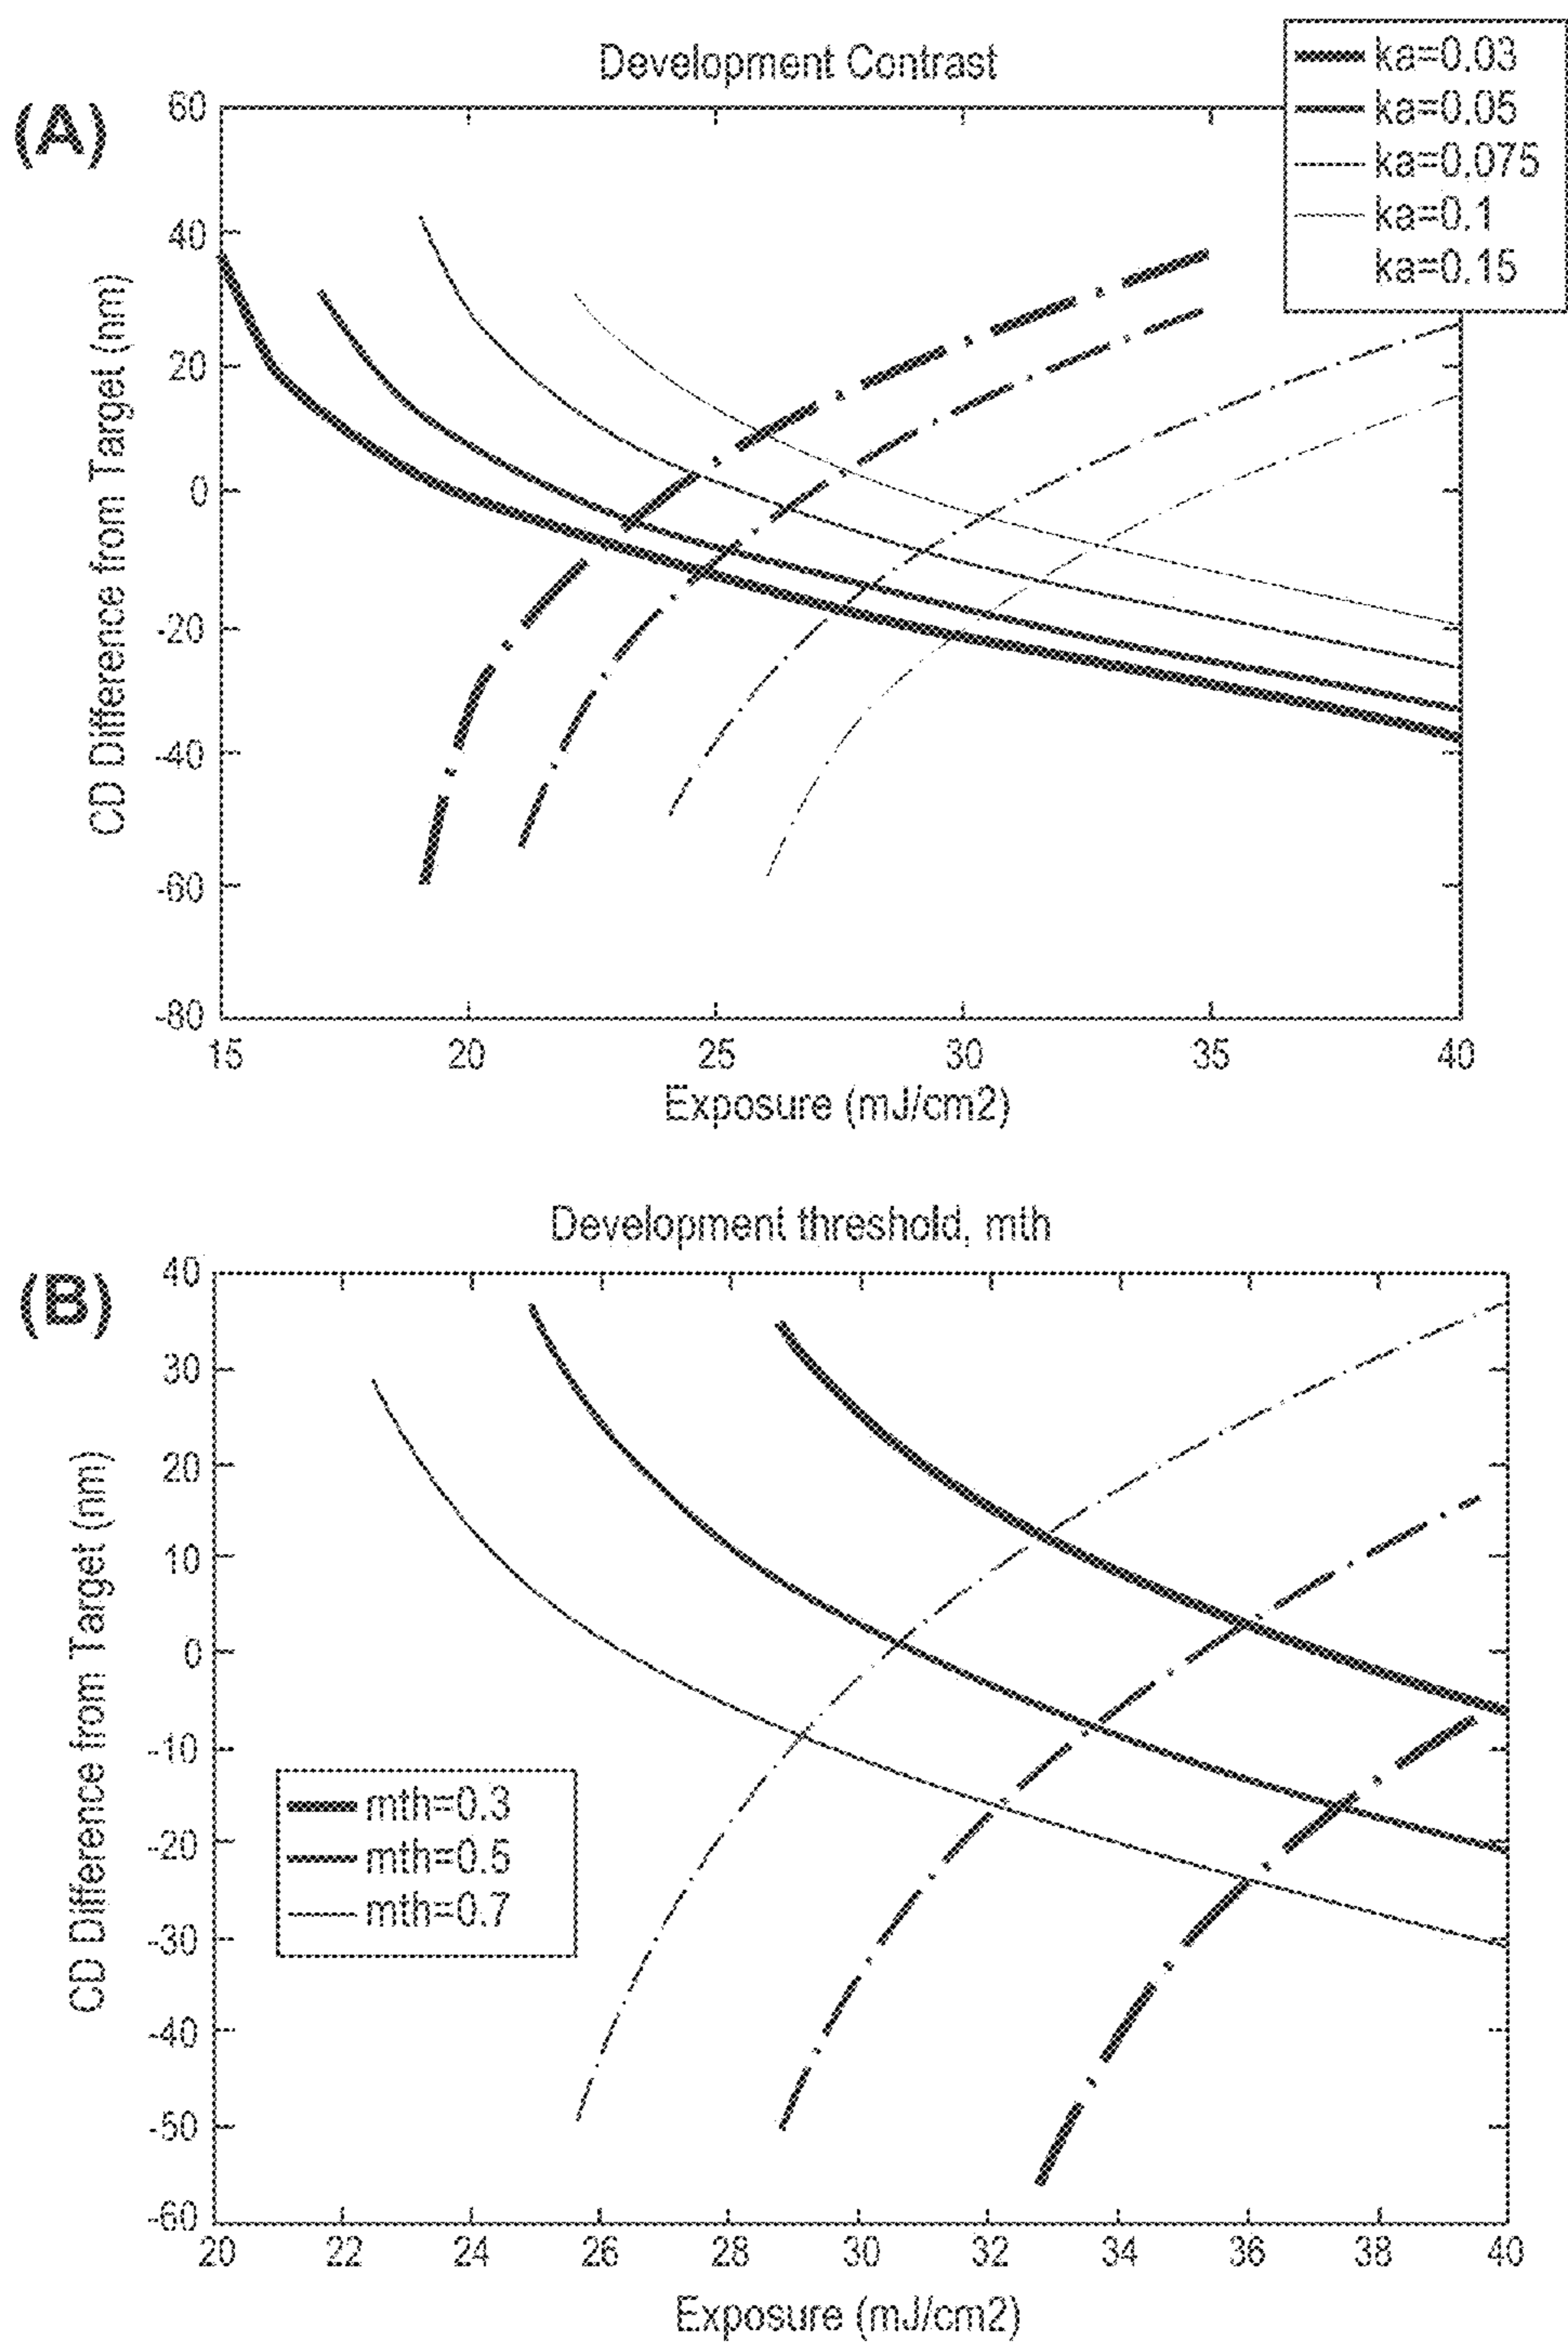 Development Contrast
(A)
ka=0.03
ka=0.05
ka=0.075
ka=0.1
ka=0.15
60
40
20
0
-20
-40
-60
-80
CD Difference from Target (nm)
15 20 25 30 35 40
Exposure (mJ/cm2)
Development threshold, mth
(B)
40
30
20
10
0
-10
-20
-30
-40
-50
-60
CD Difference from Target (nm)
mth=0.3
mth=0.5
mth=0.7
20 22 24 26 28 30 32 34 36 38 40
Exposure (mJ/cm2)